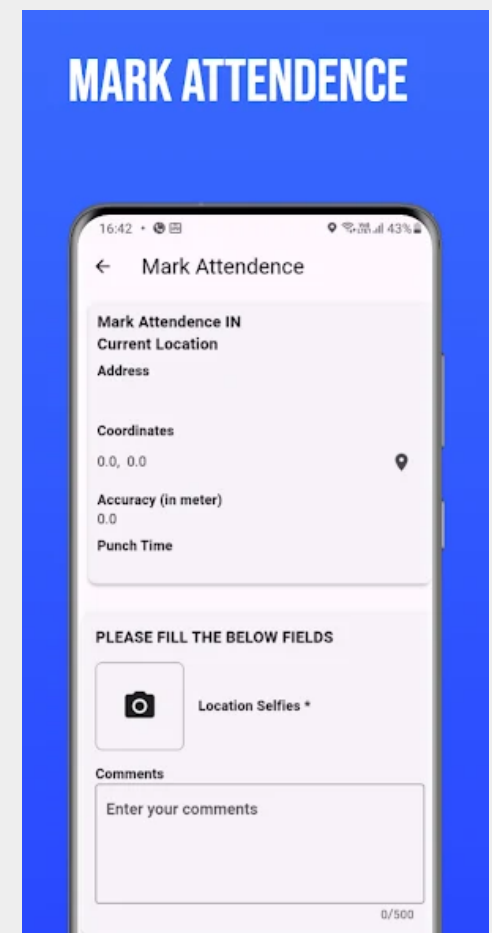 MARK ATTENDENCE
16:42 •
43%
Mark Attendence
Mark Attendence IN
Current Location
Address
Coordinates
0.0, 0.0
Accuracy (in meter)
0.0
Punch Time
PLEASE FILL THE BELOW FIELDS
Location Selfies *
Comments
Enter your comments
0/500